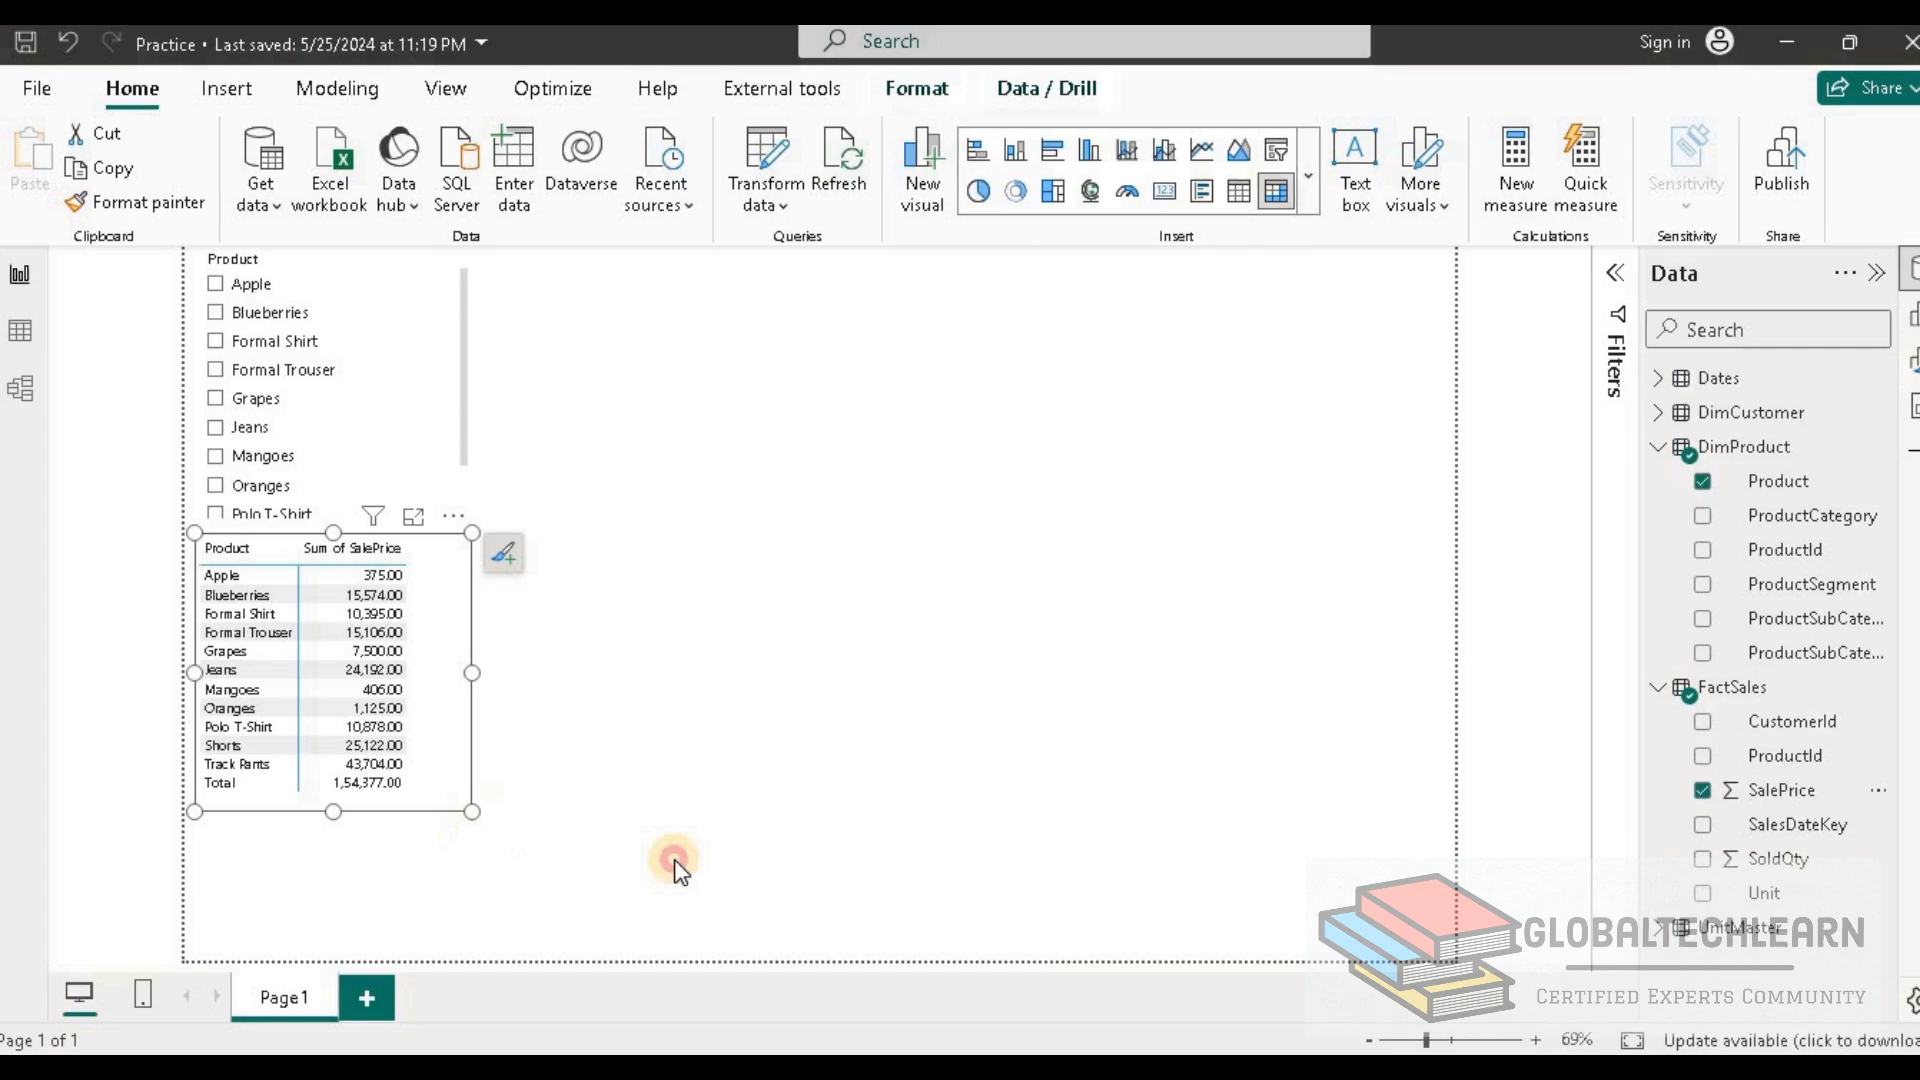 Practice • Last saved: 5/25/2024 at 11:19 PM
Search
Sign in
File
Home
Insert
Modeling
View
Optimize
Help
External tools
Format
Data / Drill
Share
Paste
Cut
Copy
Format painter
Clipboard
Get data
Excel workbook
Data hub
SQL Server
Enter data
Dataverse
Recent sources
Data
Transform data
Refresh
Queries
New visual
Text box
More visuals
Insert
New measure
Quick measure
Calculations
Sensitivity
Sensitivity
Publish
Share
Product
Apple
Blueberries
Formal Shirt
Formal Trouser
Grapes
Jeans
Mangoes
Oranges
Polo T-Shirt
Product Sum of SalePrice
Apple 375.00
Blueberries 15,574.00
Formal Shirt 10,395.00
Formal Trouser 15,106.00
Grapes 7,500.00
Jeans 24,192.00
Mangoes 406.00
Oranges 1,125.00
Polo T-Shirt 10,878.00
Shorts 25,122.00
Track Pants 43,704.00
Total 1,54,377.00
Filters
Data
Search
Dates
DimCustomer
DimProduct
Product
ProductCategory
ProductId
ProductSegment
ProductSubCate...
ProductSubCate...
FactSales
CustomerId
ProductId
SalePrice
SalesDateKey
SoldQty
Unit
UnitMaster
GLOBALTECHLEARN
CERTIFIED EXPERTS COMMUNITY
Page 1
Page 1 of 1
69%
Update available (click to downloa